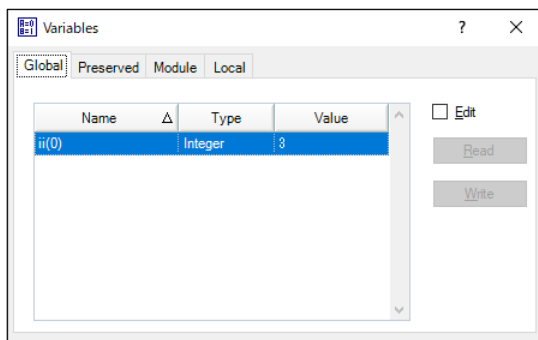 Variables ? ×
Global Preserved Module Local
Name Δ Type Value
ii(0) Integer 3
Edit
Read
Write